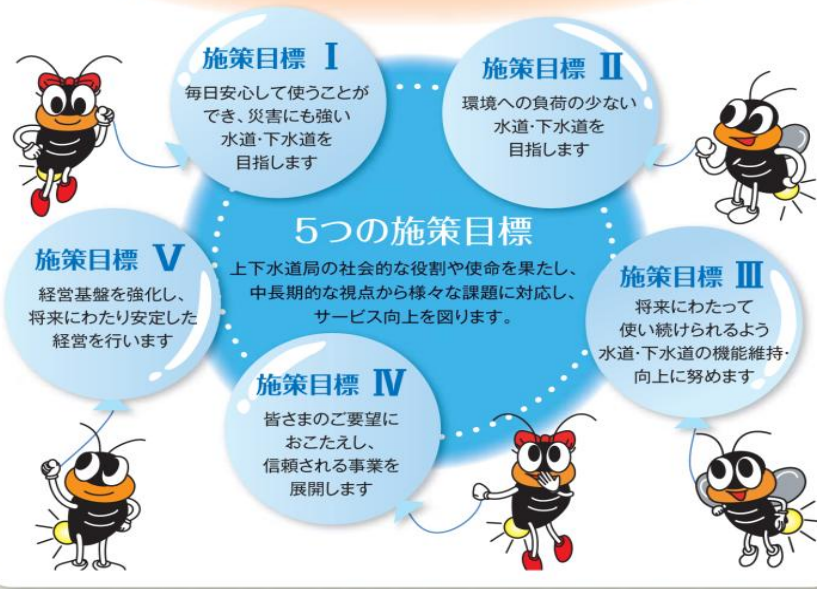 施策目標 Ⅰ
毎日安心して使うことが
でき、災害にも強い
水道・下水道を
目指します
施策目標 Ⅱ
環境への負荷の少ない
水道・下水道を
目指します
5つの施策目標
上下水道局の社会的な役割や使命を果たし、
中長期的な視点から様々な課題に対応し、
サービス向上を図ります。
施策目標 Ⅲ
将来にわたって
使い続けられるよう
水道・下水道の機能維持・
向上に努めます
施策目標 Ⅳ
皆さまのご要望に
おこたえし、
信頼される事業を
展開します
施策目標 Ⅴ
経営基盤を強化し、
将来にわたり安定した
経営を行います